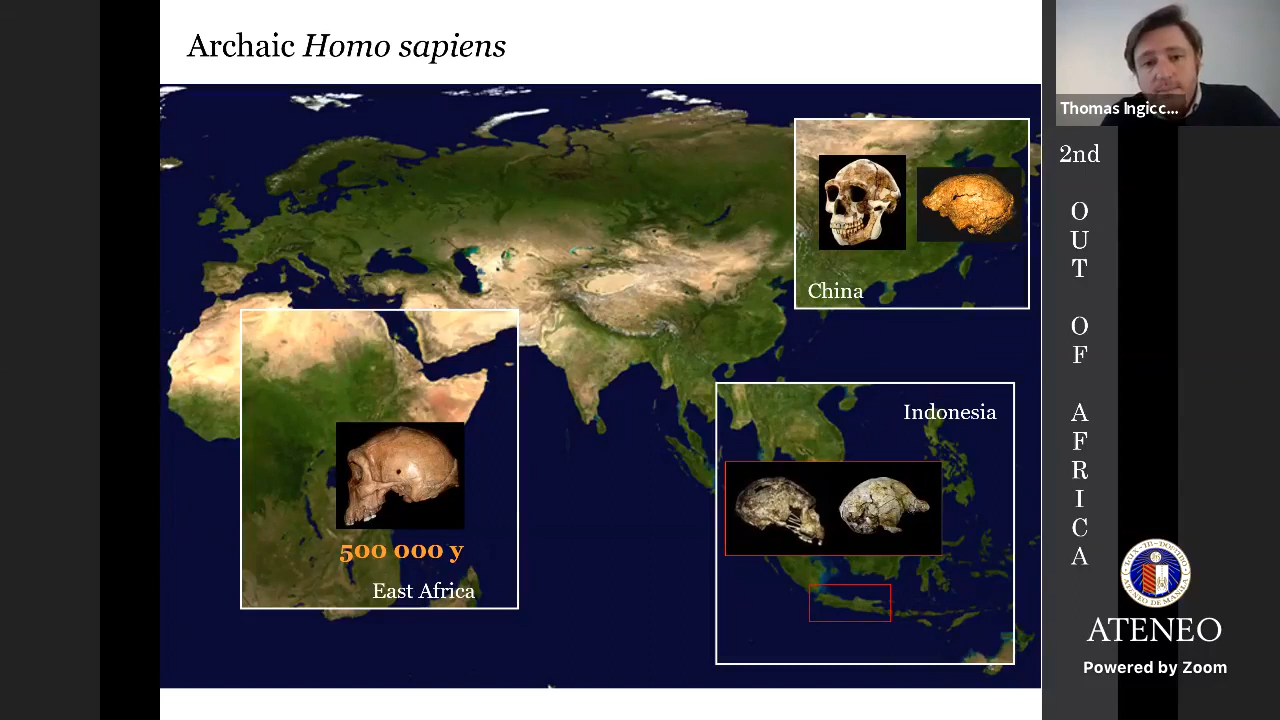 Archaic Homo sapiens
Thomas Ingicc...
2nd
OUT
OF
AFRICA
China
Indonesia
500 000 y
East Africa
ATENEO
Powered by Zoom